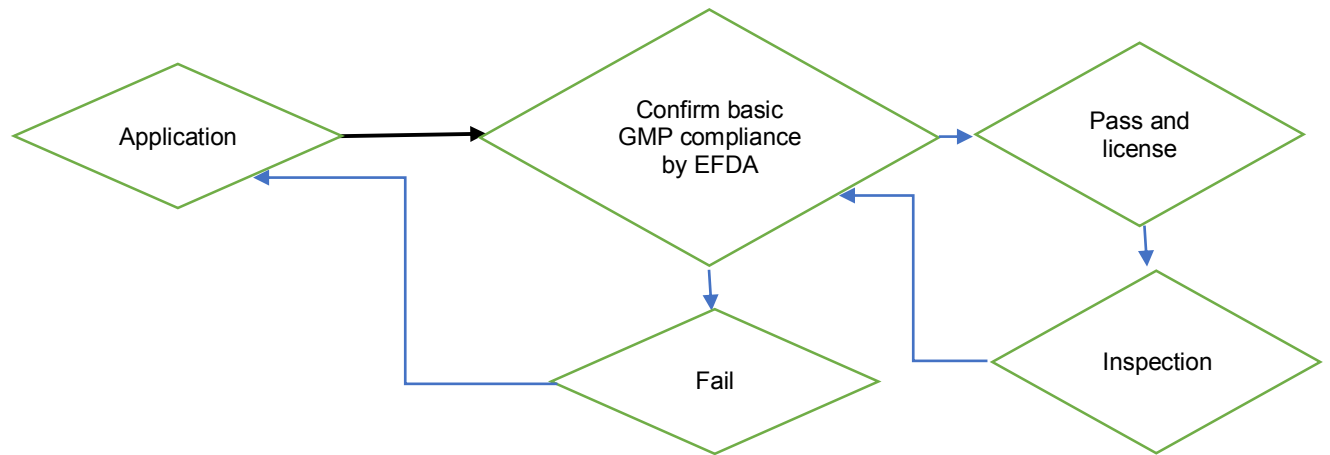 Application
Confirm basic
GMP compliance
by EFDA
Pass and
license
Fail
Inspection